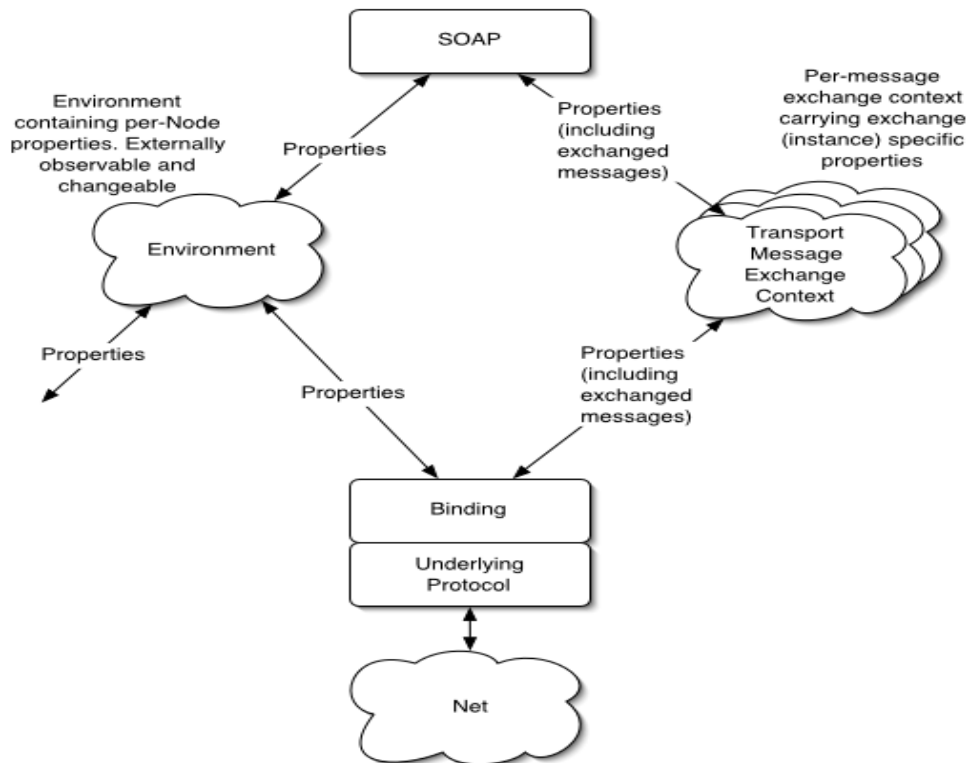 SOAP
Environment
containing per-Node
properties. Externally
observable and
changeable
Properties
Properties
(including
exchanged
messages)
Per-message
exchange context
carrying exchange
(instance) specific
properties
Environment
Transport
Message
Exchange
Context
Properties
Properties
Properties
(including
exchanged
messages)
Binding
Underlying
Protocol
Net